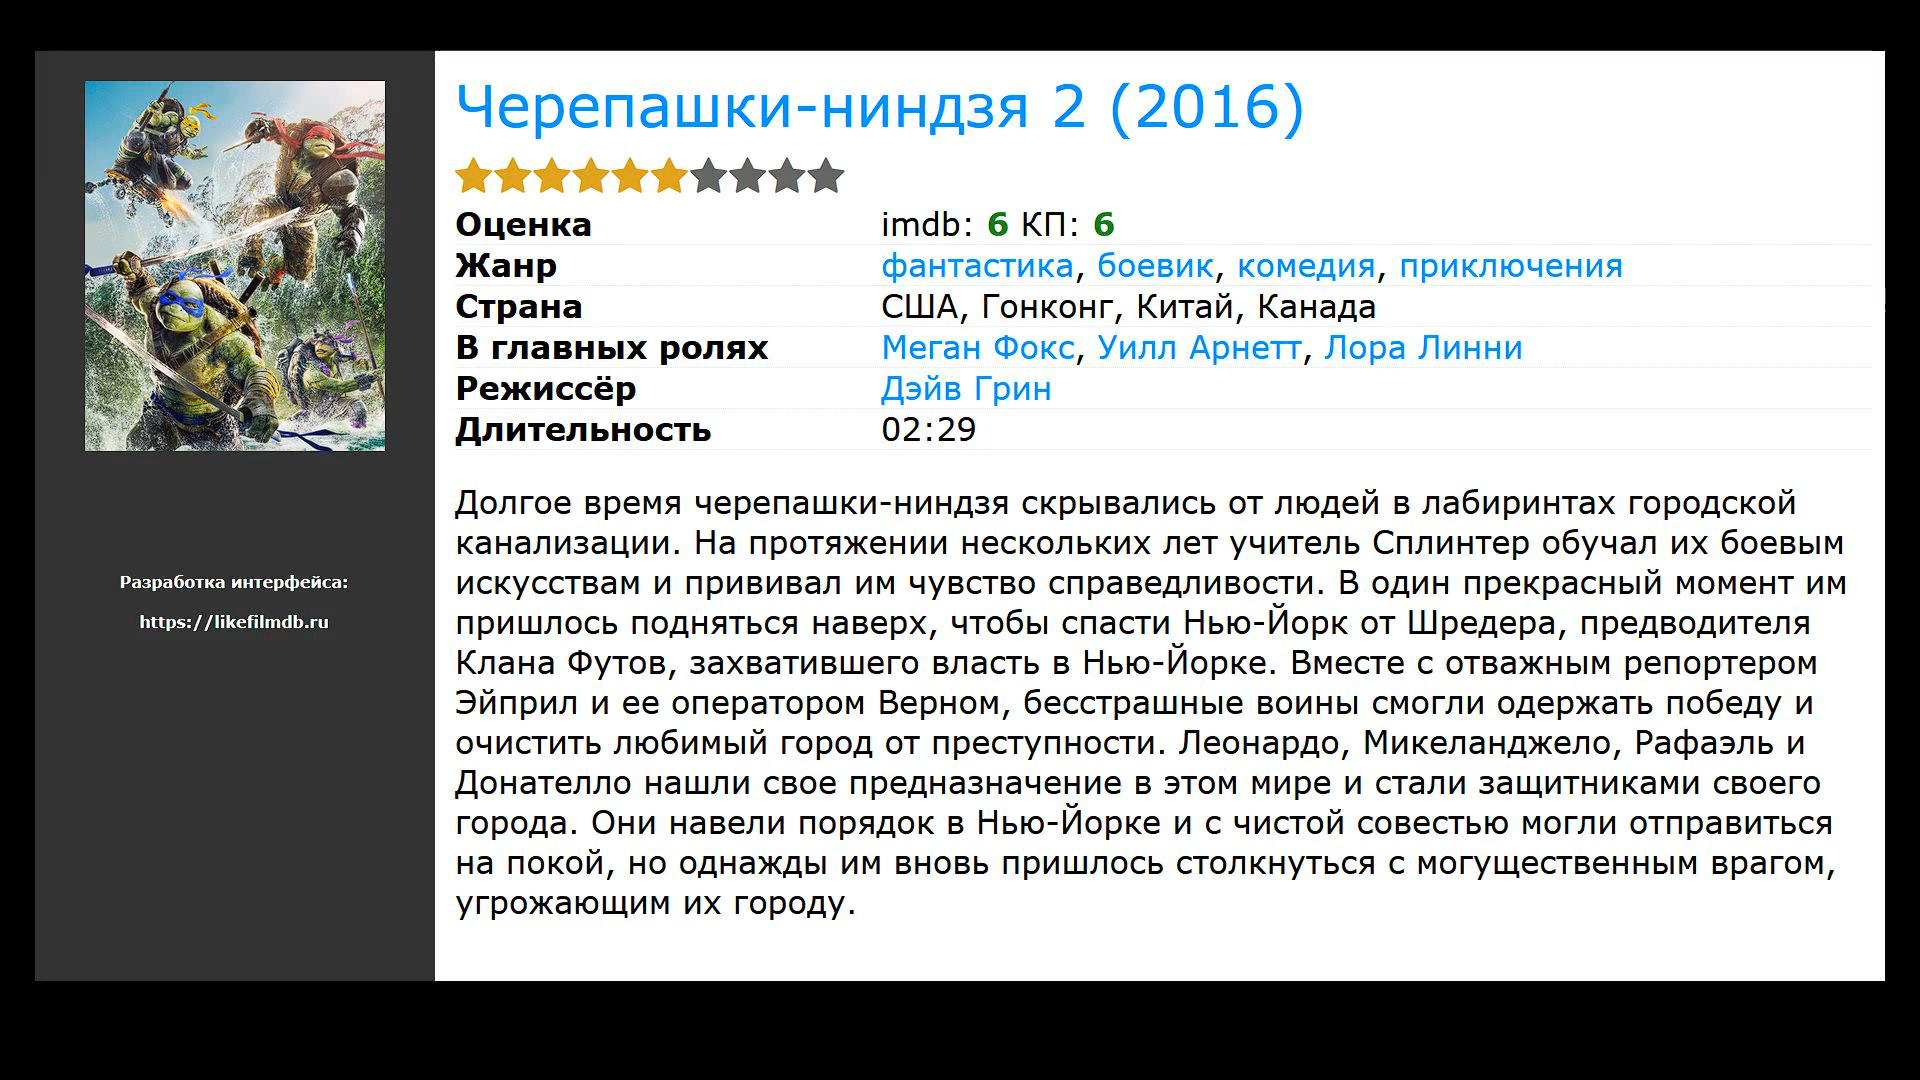 Черепашки-ниндзя 2 (2016)
Оценка imdb: 6 КП: 6
Жанр фантастика, боевик, комедия, приключения
Страна США, Гонконг, Китай, Канада
В главных ролях Меган Фокс, Уилл Арнетт, Лора Линни
Режиссёр Дэйв Грин
Длительность 02:29
Долгое время черепашки-ниндзя скрывались от людей в лабиринтах городской
канализации. На протяжении нескольких лет учитель Сплинтер обучал их боевым
искусствам и прививал им чувство справедливости. В один прекрасный момент им
пришлось подняться наверх, чтобы спасти Нью-Йорк от Шредера, предводителя
Клана Футов, захватившего власть в Нью-Йорке. Вместе с отважным репортером
Эйприл и ее оператором Верном, бесстрашные воины смогли одержать победу и
очистить любимый город от преступности. Леонардо, Микеланджело, Рафаэль и
Донателло нашли свое предназначение в этом мире и стали защитниками своего
города. Они навели порядок в Нью-Йорке и с чистой совестью могли отправиться
на покой, но однажды им вновь пришлось столкнуться с могущественным врагом,
угрожающим их городу.
Разработка интерфейса:
https://likefilmdb.ru